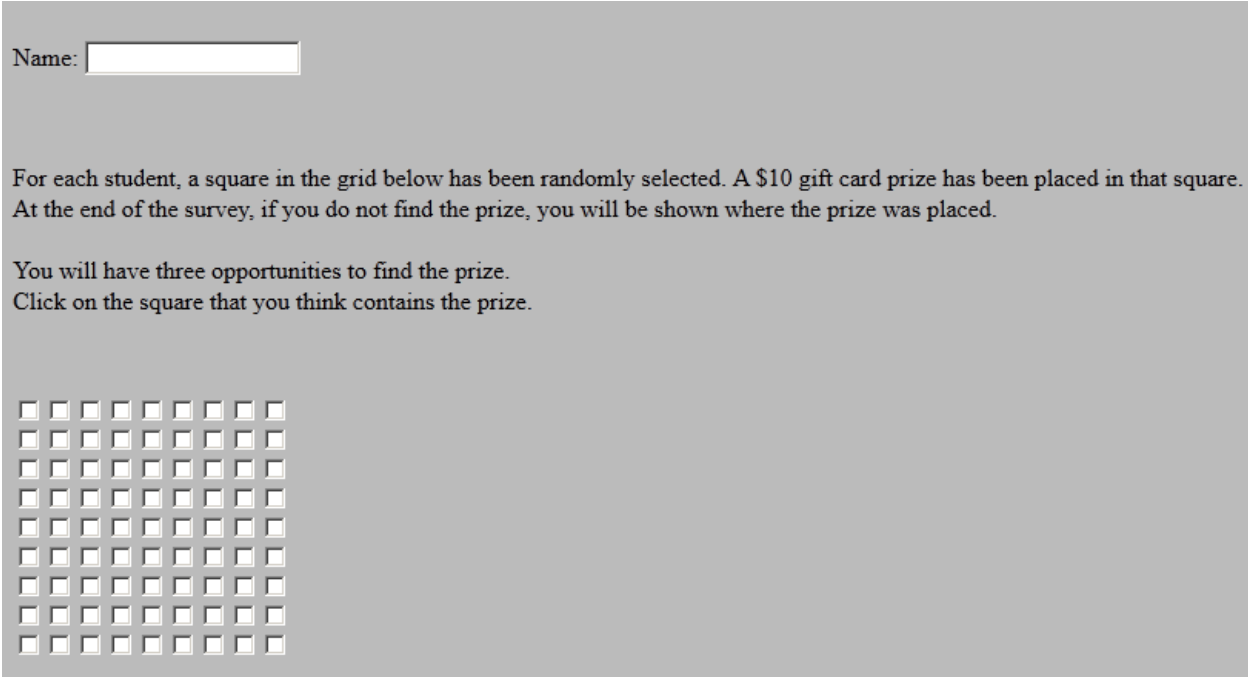 Name:
For each student, a square in the grid below has been randomly selected. A $10 gift card prize has been placed in that square.
At the end of the survey, if you do not find the prize, you will be shown where the prize was placed.
You will have three opportunities to find the prize.
Click on the square that you think contains the prize.